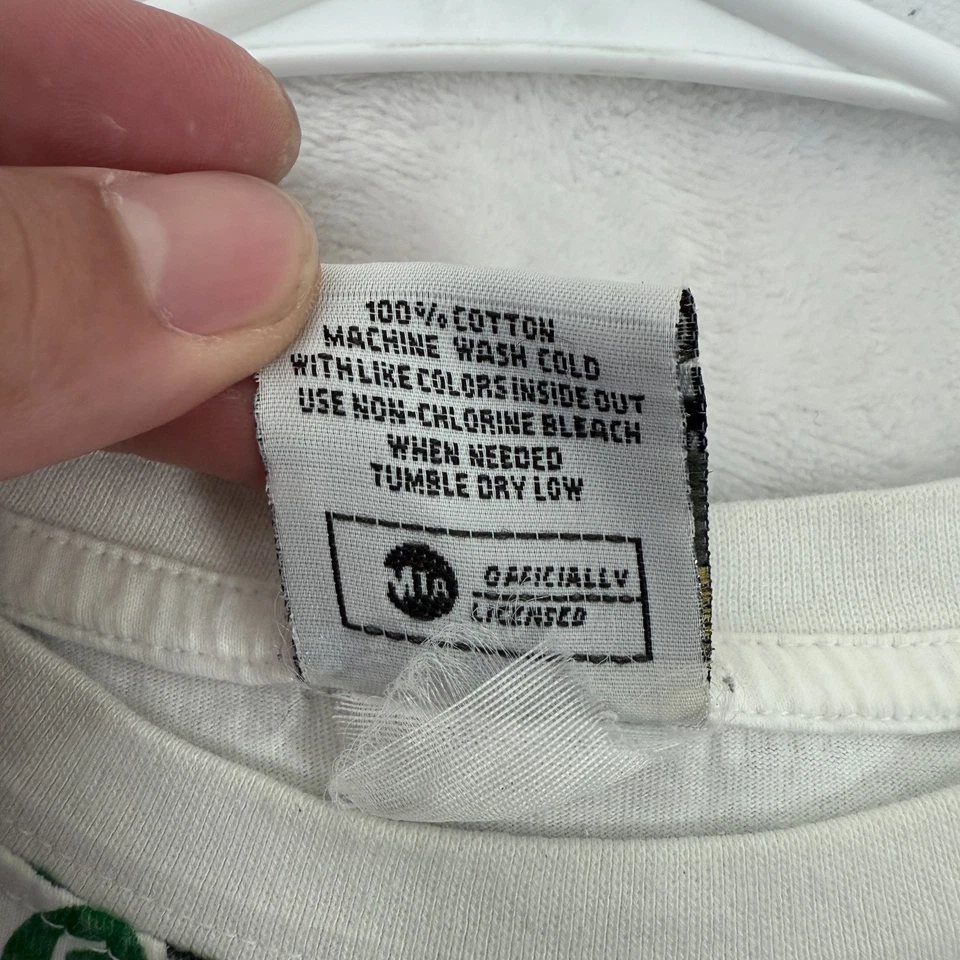 100% COTTON
MACHINE WASH COLD
WITH LIKE COLORS INSIDE OUT
USE NON-CHLORINE BLEACH
WHEN NEEDED
TUMBLE DRY LOW
MJA
OFFICIALLY
LICENSED